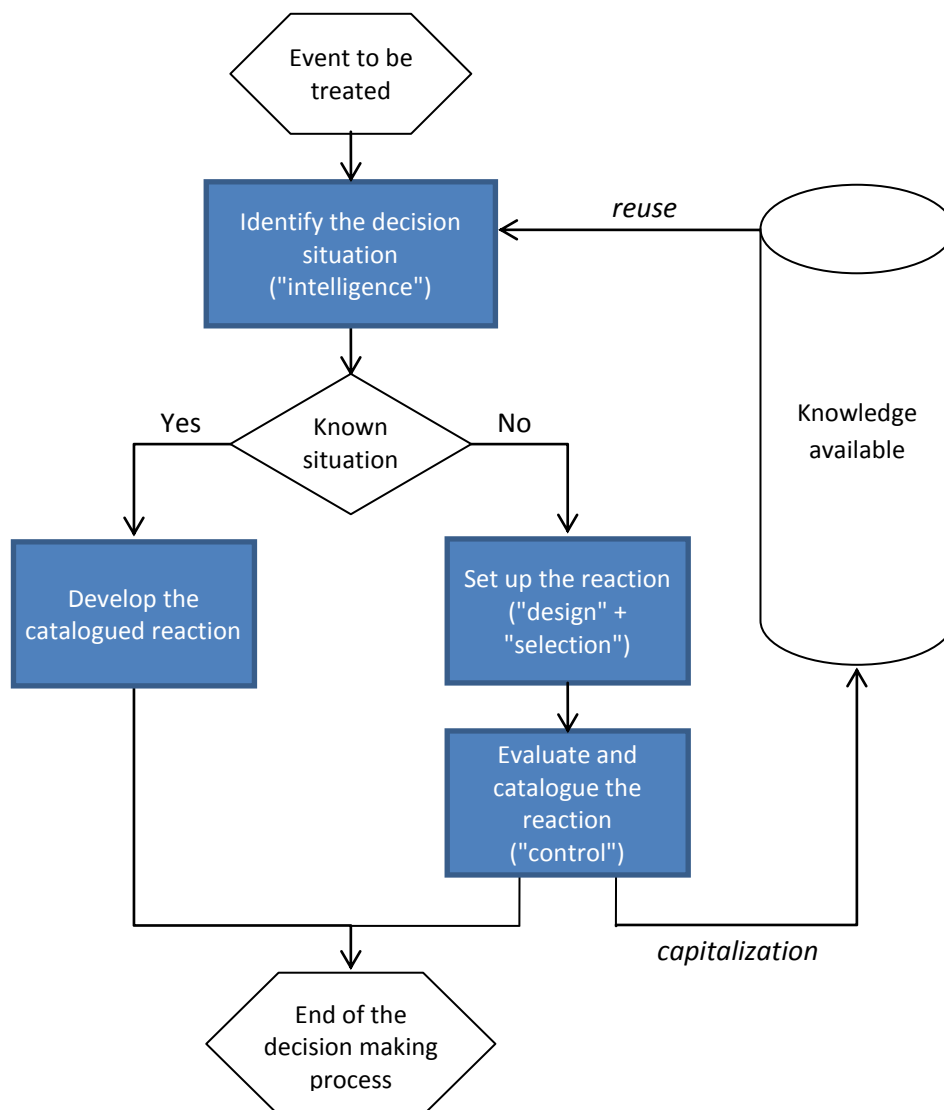 Event to be
treated
Identify the decision
situation
("intelligence")
reuse
Knowledge
available
Yes
Known
situation
No
Develop the
catalogued reaction
Set up the reaction
("design" +
"selection")
Evaluate and
catalogue the
reaction
("control")
capitalization
End of the
decision making
process